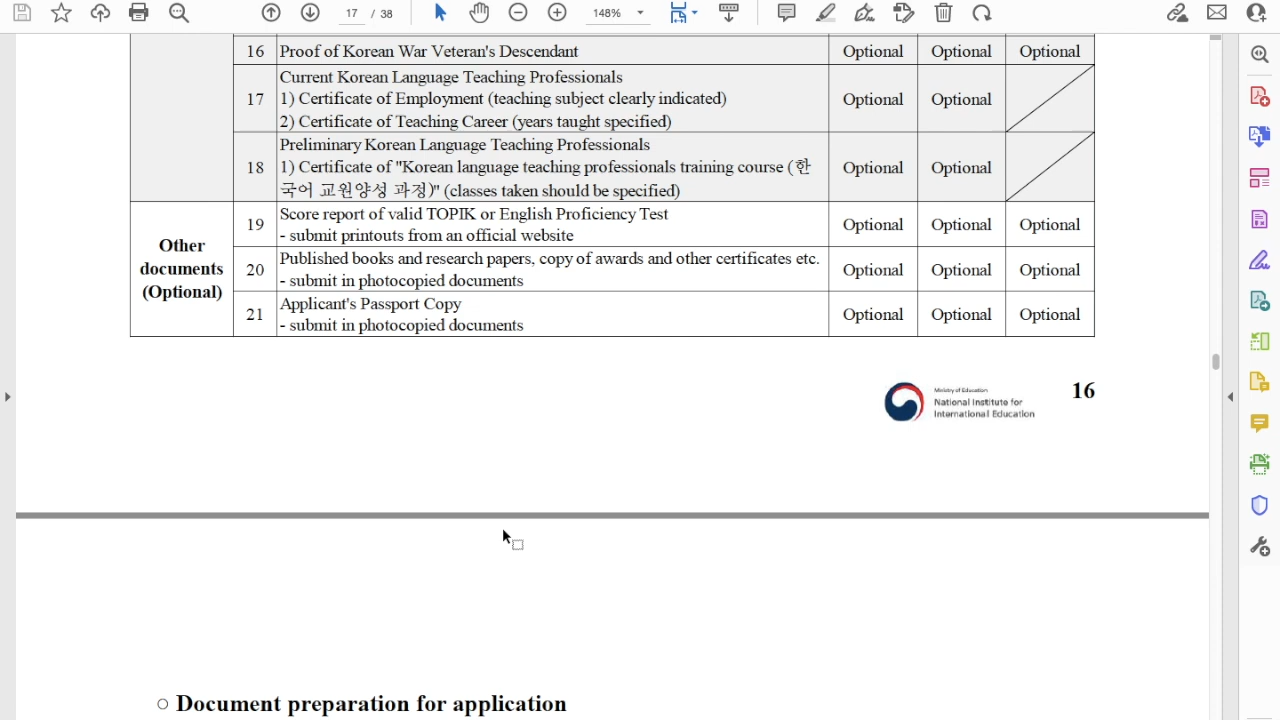 17 / 38
148%
16 Proof of Korean War Veteran's Descendant Optional Optional Optional
Current Korean Language Teaching Professionals
17 1) Certificate of Employment (teaching subject clearly indicated) Optional Optional
2) Certificate of Teaching Career (years taught specified)
Preliminary Korean Language Teaching Professionals
18 1) Certificate of "Korean language teaching professionals training course (한 Optional Optional
국어 교원양성 과정)" (classes taken should be specified)
Other
documents
(Optional)
19 Score report of valid TOPIK or English Proficiency Test Optional Optional Optional
- submit printouts from an official website
20 Published books and research papers, copy of awards and other certificates etc. Optional Optional Optional
- submit in photocopied documents
21 Applicant's Passport Copy Optional Optional Optional
- submit in photocopied documents
Ministry of Education
National Institute for
International Education
16
○ Document preparation for application